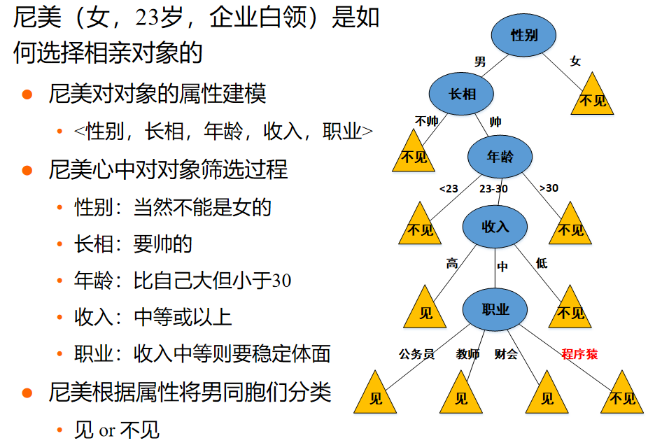 尼美（女，23岁，企业白领）是如
何选择相亲对象的
尼美对对象的属性建模
<性别，长相，年龄，收入，职业>
尼美心中对对象筛选过程
性别：当然不能是女的
长相：要帅的
年龄：比自己大但小于30
收入：中等或以上
职业：收入中等则要稳定体面
尼美根据属性将男同胞们分类
见 or 不见
性别
男 女
长相 不见
不帅 帅
不见 年龄
<23 23-30 >30
不见 收入 不见
高 中 低
见 职业 不见
公务员 教师 财会 程序猿
见 见 见 不见